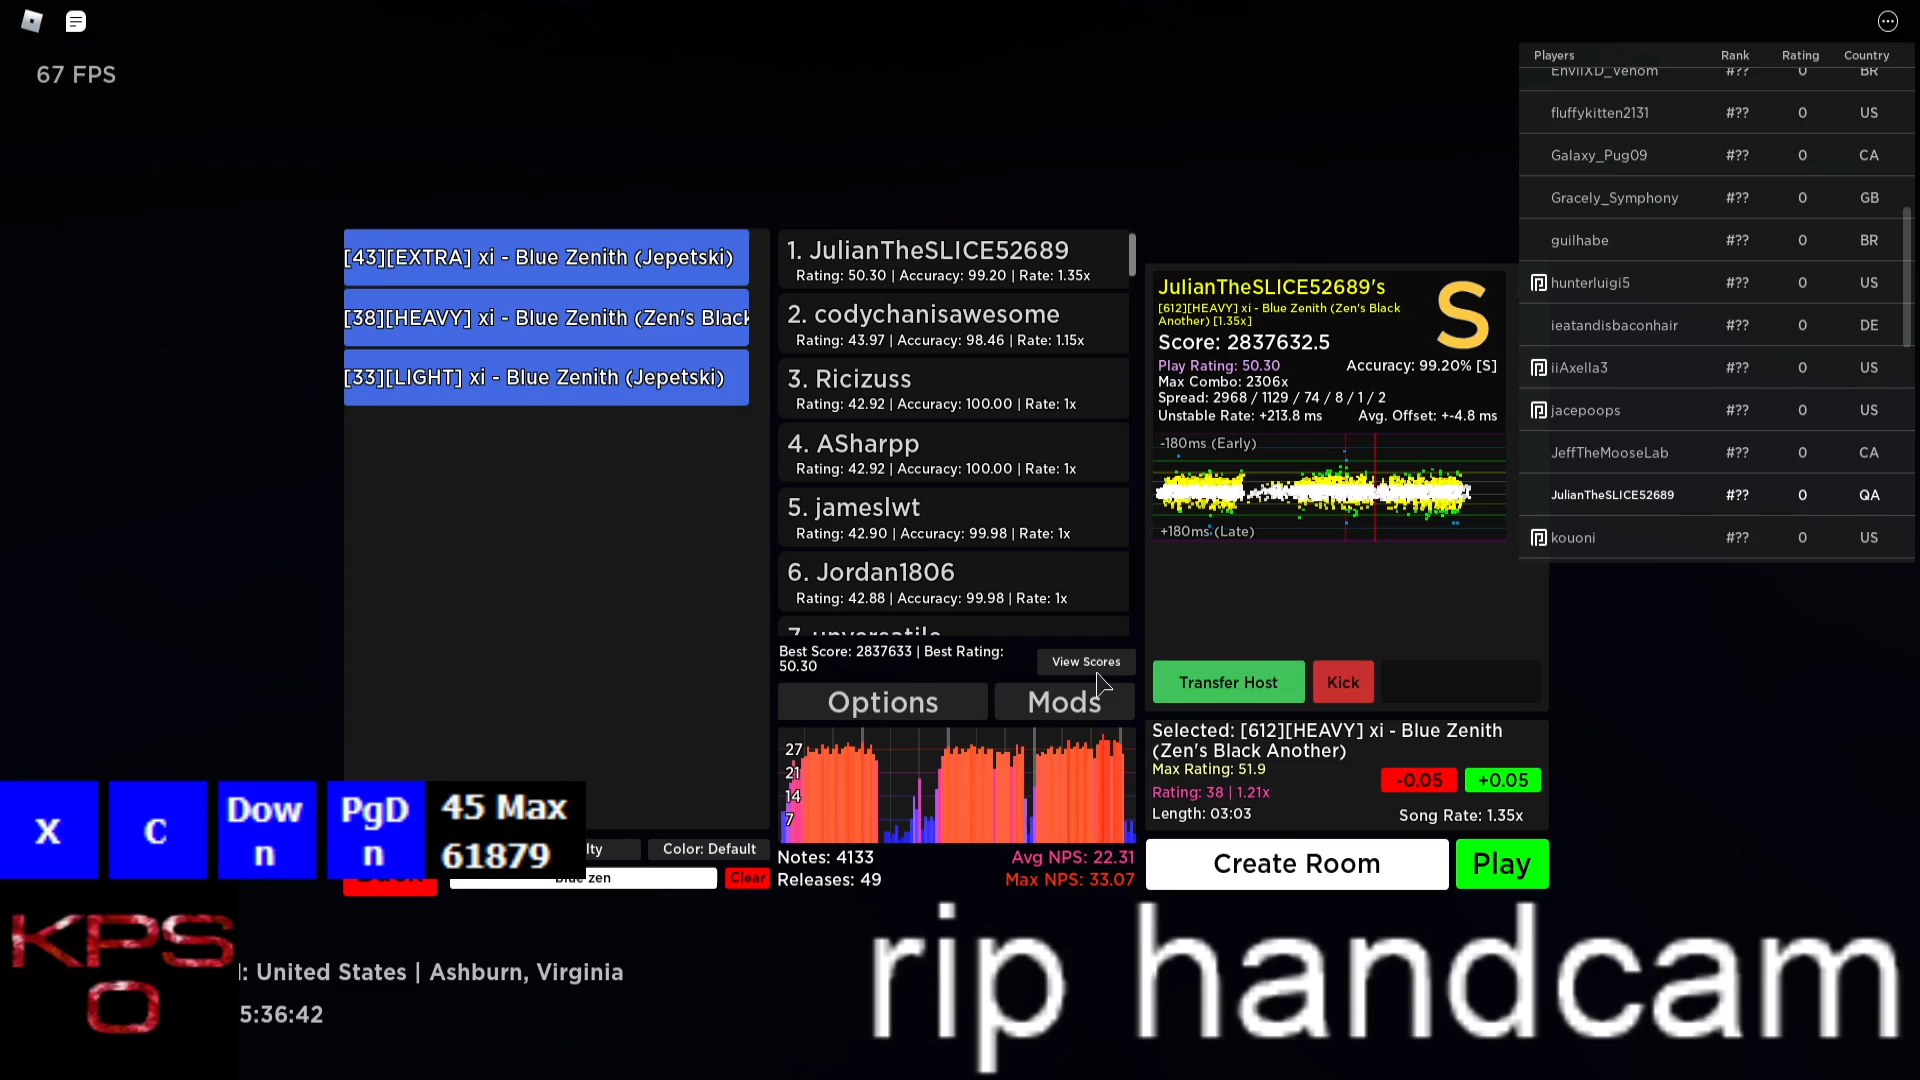 67 FPS
Players Rank Rating Country
EnviiXD_Venom #?? 0 BR
fluffykitten2131 #?? 0 US
Galaxy_Pug09 #?? 0 CA
Gracely_Symphony #?? 0 GB
guilhabe #?? 0 BR
hunterluigi5 #?? 0 US
ieatandisbaconhair #?? 0 DE
iiAxella3 #?? 0 US
jacepoops #?? 0 US
JeffTheMooseLab #?? 0 CA
JulianTheSLICE52689 #?? 0 QA
kouoni #?? 0 US
[43][EXTRA] xi - Blue Zenith (Jepetski)
[38][HEAVY] xi - Blue Zenith (Zen's Black
[33][LIGHT] xi - Blue Zenith (Jepetski)
1. JulianTheSLICE52689
Rating: 50.30 | Accuracy: 99.20 | Rate: 1.35x
2. codychanisawesome
Rating: 43.97 | Accuracy: 98.46 | Rate: 1.15x
3. Ricizuss
Rating: 42.92 | Accuracy: 100.00 | Rate: 1x
4. ASharpp
Rating: 42.92 | Accuracy: 100.00 | Rate: 1x
5. jameslwt
Rating: 42.90 | Accuracy: 99.98 | Rate: 1x
6. Jordan1806
Rating: 42.88 | Accuracy: 99.98 | Rate: 1x
Best Score: 2837633 | Best Rating:
50.30
View Scores
Options
Mods
27
21
14
7
Notes: 4133
Avg NPS: 22.31
Releases: 49
Max NPS: 33.07
JulianTheSLICE52689's
[612][HEAVY] xi - Blue Zenith (Zen's Black
Another) [1.35x]
S
Score: 2837632.5
Play Rating: 50.30
Accuracy: 99.20% [S]
Max Combo: 2306x
Spread: 2968 / 1129 / 74 / 8 / 1 / 2
Unstable Rate: +213.8 ms
Avg. Offset: +-4.8 ms
-180ms (Early)
+180ms (Late)
Transfer Host
Kick
Selected: [612][HEAVY] xi - Blue Zenith
(Zen's Black Another)
Max Rating: 51.9
Rating: 38 | 1.21x
Length: 03:03
-0.05
+0.05
Song Rate: 1.35x
Create Room
Play
X
C
Dow
n
PgD
n
45 Max
61879
lty
Color: Default
blue zen
Clear
KPS
0
: United States | Ashburn, Virginia
5:36:42
rip handcam